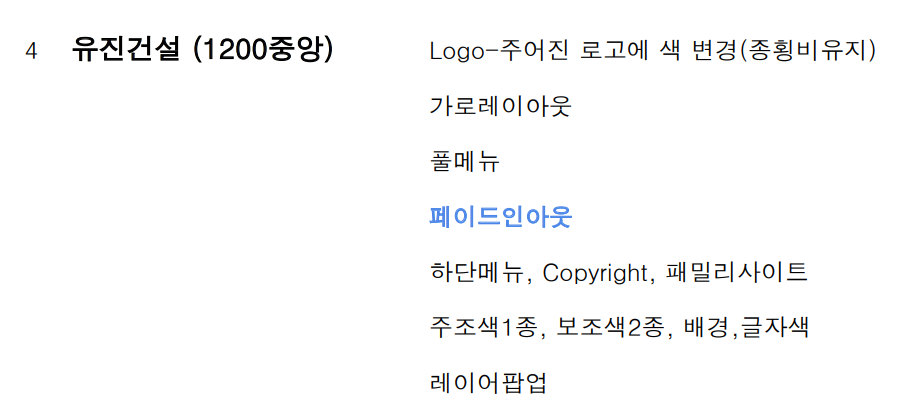 4 유진건설 (1200중앙) Logo-주어진 로고에 색 변경(종횡비유지)
가로레이아웃
풀메뉴
페이드인아웃
하단메뉴, Copyright, 패밀리사이트
주조색1종, 보조색2종, 배경,글자색
레이어팝업